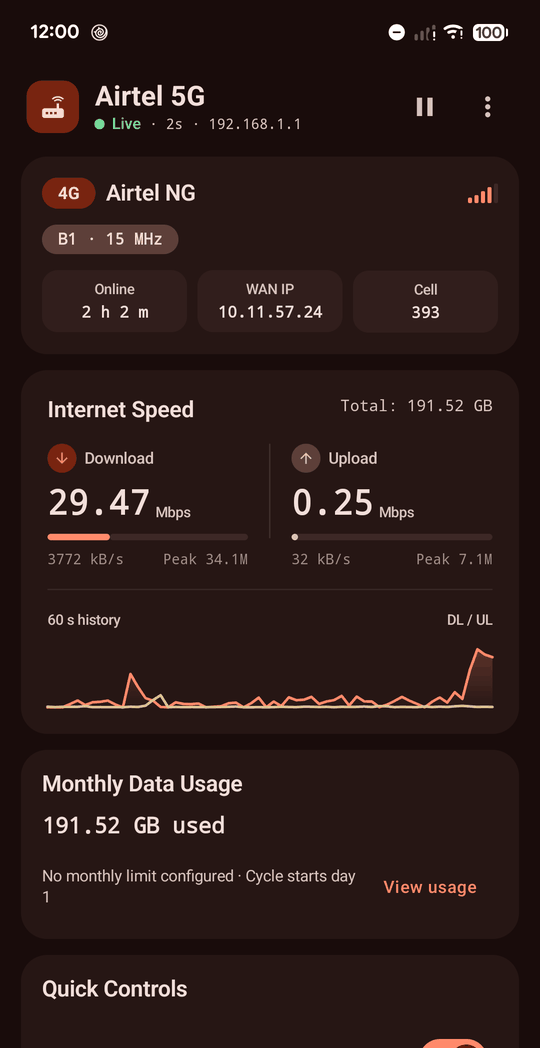 12:00
100
Airtel 5G
Live · 2s · 192.168.1.1
4G Airtel NG
B1 · 15 MHz
Online WAN IP Cell
2 h 2 m 10.11.57.24 393
Internet Speed Total: 191.52 GB
Download Upload
29.47 Mbps 0.25 Mbps
3772 kB/s Peak 34.1M 32 kB/s Peak 7.1M
60 s history DL / UL
Monthly Data Usage
191.52 GB used
No monthly limit configured · Cycle starts day
1
View usage
Quick Controls